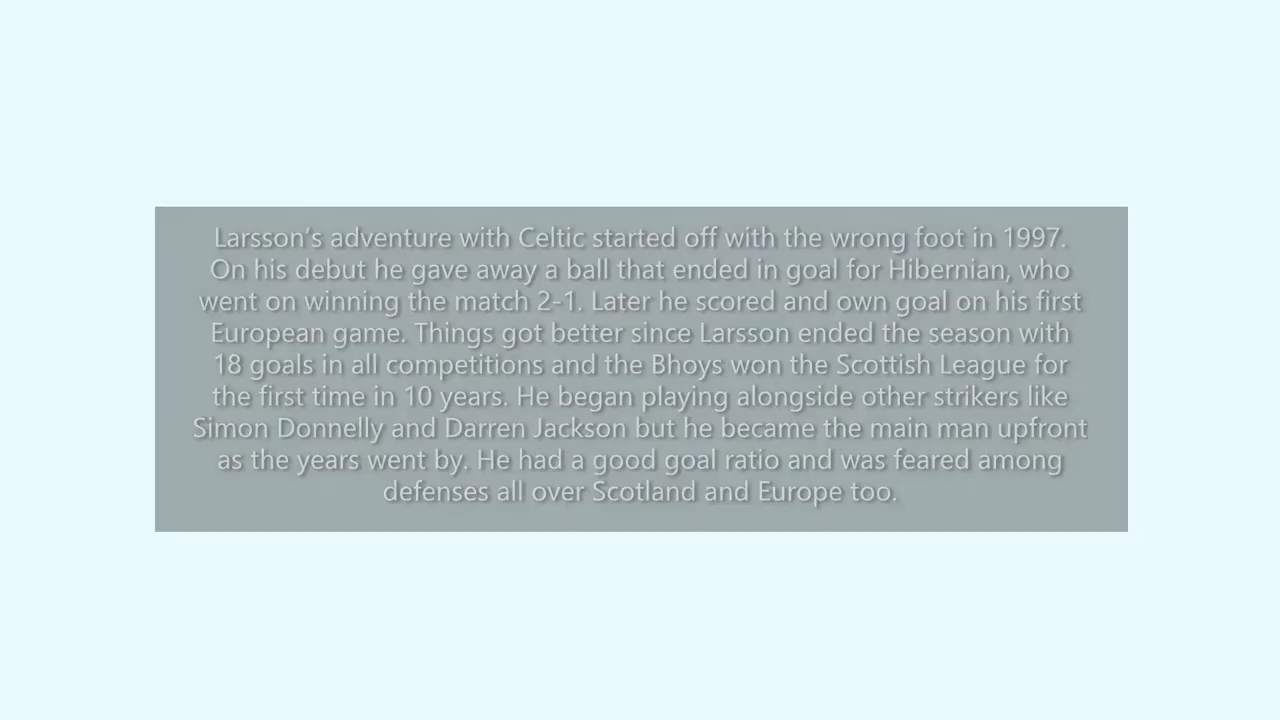 Larsson's adventure with Celtic started off with the wrong foot in 1997.
On his debut he gave away a ball that ended in goal for Hibernian, who
went on winning the match 2-1. Later he scored and own goal on his first
European game. Things got better since Larsson ended the season with
18 goals in all competitions and the Bhoys won the Scottish League for
the first time in 10 years. He began playing alongside other strikers like
Simon Donnelly and Darren Jackson but he became the main man upfront
as the years went by. He had a good goal ratio and was feared among
defenses all over Scotland and Europe too.